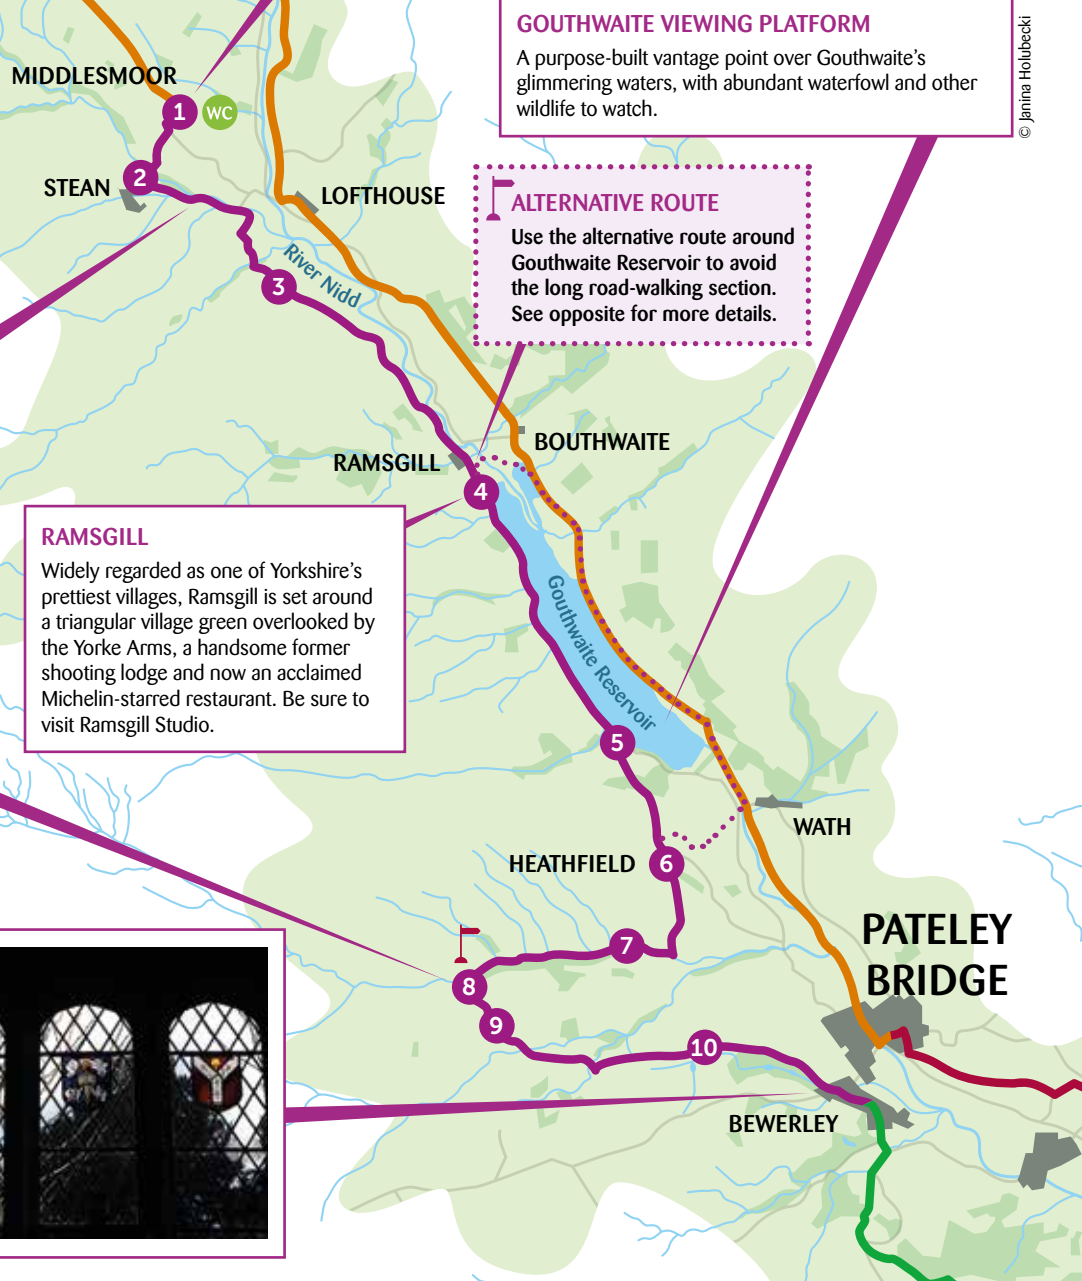 GOUTHWAITE VIEWING PLATFORM
A purpose-built vantage point over Gouthwaite’s
glimmering waters, with abundant waterfowl and other
wildlife to watch.
© Janina Holubecki
MIDDLESMOOR
1
WC
2
STEAN
LOFTHOUSE
River Nidd
3
ALTERNATIVE ROUTE
Use the alternative route around
Gouthwaite Reservoir to avoid
the long road-walking section.
See opposite for more details.
BOUTHWAITE
RAMSGILL
4
RAMSGILL
Widely regarded as one of Yorkshire’s
prettiest villages, Ramsgill is set around
a triangular village green overlooked by
the Yorke Arms, a handsome former
shooting lodge and now an acclaimed
Michelin-starred restaurant. Be sure to
visit Ramsgill Studio.
Gouthwaite Reservoir
5
WATH
HEATHFIELD
6
7
PATELEY
BRIDGE
8
9
10
BEWERLEY